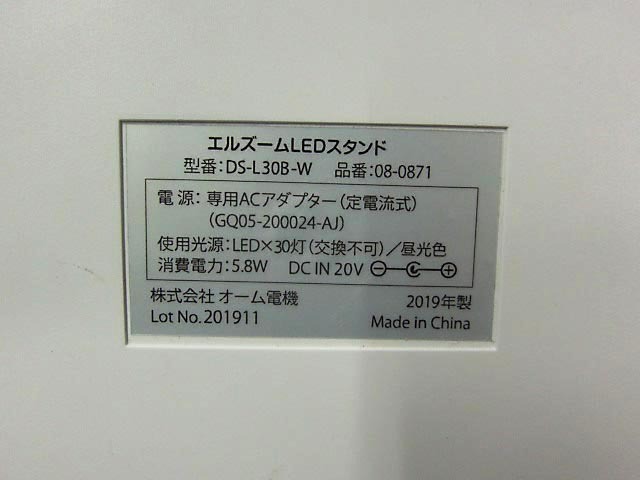 エルズームLEDスタンド
型番:DS-L30B-W 品番:08-0871
電源:専用ACアダプター(定電流式)
(GQ05-200024-AJ)
使用光源:LED×30灯(交換不可)/昼光色
消費電力:5.8W DC IN 20V
株式会社 オーム電機 2019年製
Lot No.201911 Made in China